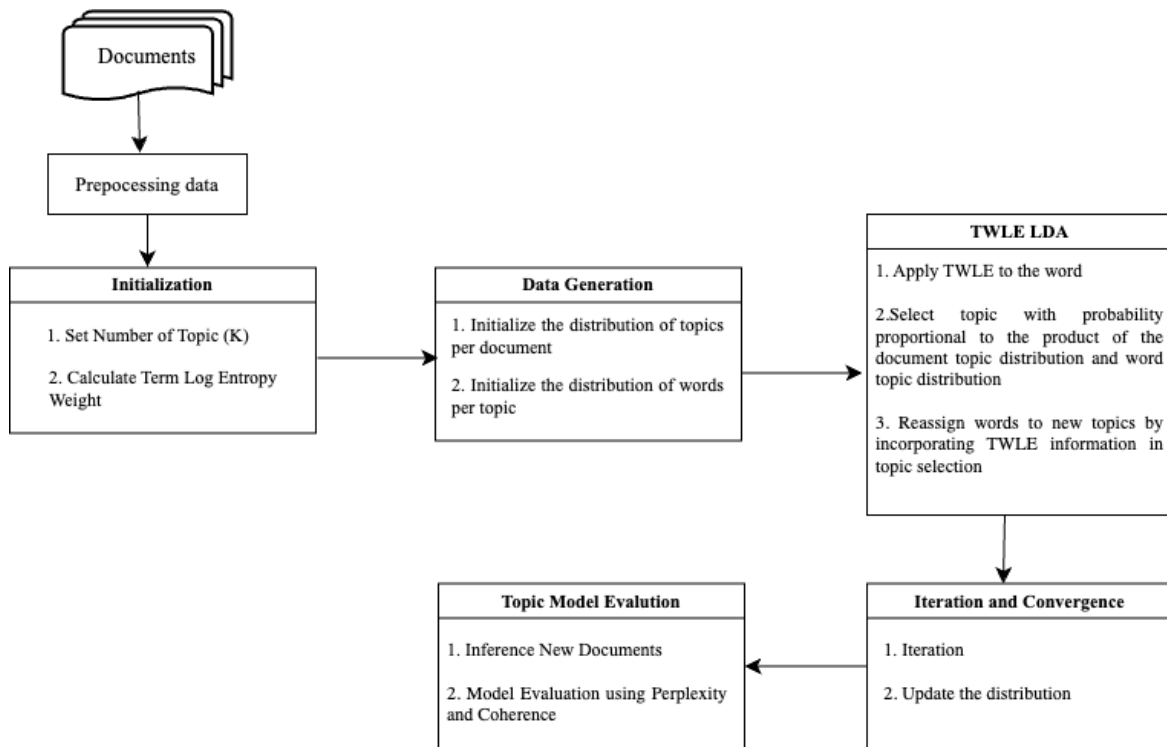 Documents
Prepocessing data
Initialization
1. Set Number of Topic (K)
2. Calculate Term Log Entropy
Weight
Data Generation
1. Initialize the distribution of topics
per document
2. Initialize the distribution of words
per topic
TWLE LDA
1. Apply TWLE to the word
2.Select topic with probability
proportional to the product of the
document topic distribution and word
topic distribution
3. Reassign words to new topics by
incorporating TWLE information in
topic selection
Iteration and Convergence
1. Iteration
2. Update the distribution
Topic Model Evalution
1. Inference New Documents
2. Model Evaluation using Perplexity
and Coherence